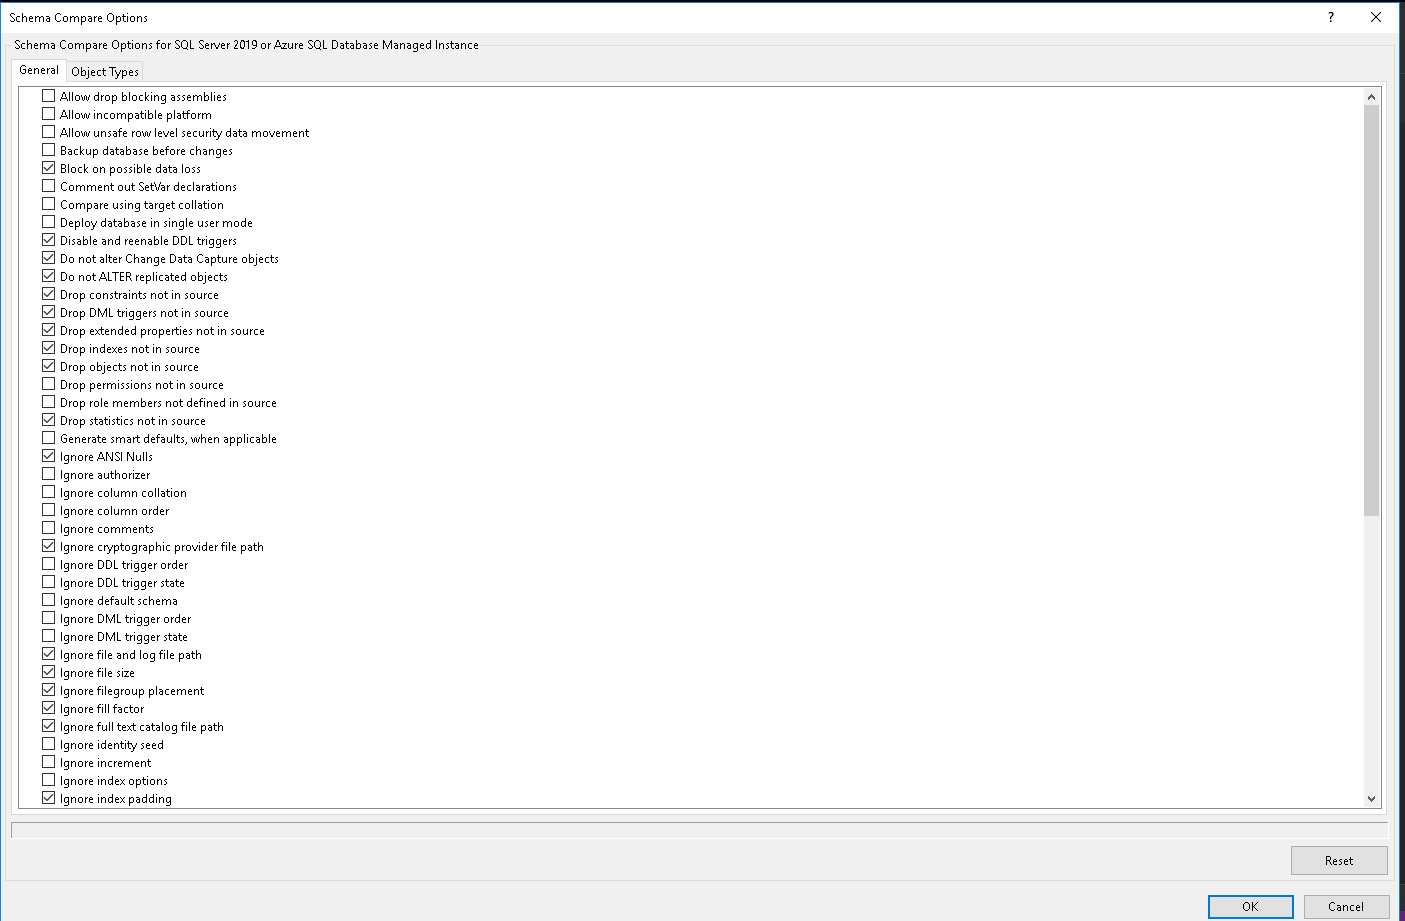 Schema Compare Options
?
Schema Compare Options for SQL Server 2019 or Azure SQL Database Managed Instance
General
Object Types
Allow drop blocking assemblies
Allow incompatible platform
Allow unsafe row level security data movement
Backup database before changes
Block on possible data loss
Comment out SetVar declarations
Compare using target collation
Deploy database in single user mode
Disable and reenable DDL triggers
Do not alter Change Data Capture objects
Do not ALTER replicated objects
Drop constraints not in source
Drop DML triggers not in source
Drop extended properties not in source
Drop indexes not in source
Drop objects not in source
Drop permissions not in source
Drop role members not defined in source
Drop statistics not in source
Generate smart defaults, when applicable
Ignore ANSI Nulls
Ignore authorizer
Ignore column collation
Ignore column order
Ignore comments
Ignore cryptographic provider file path
Ignore DDL trigger order
Ignore DDL trigger state
Ignore default schema
Ignore DML trigger order
Ignore DML trigger state
Ignore file and log file path
Ignore file size
Ignore filegroup placement
Ignore fill factor
Ignore full text catalog file path
Ignore identity seed
Ignore increment
Ignore index options
Ignore index padding
Reset
OK
Cancel